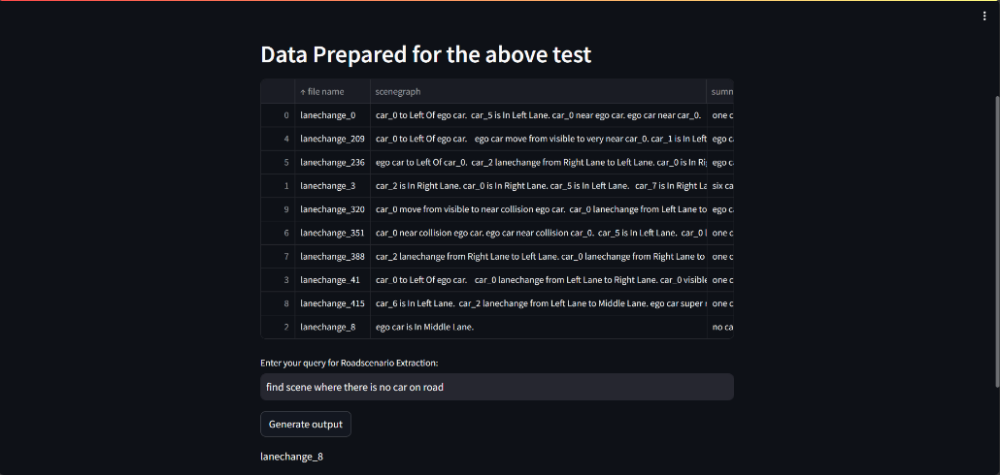 Data Prepared for the above test
↑ file name scenegraph summ
0 lanechange_0 car_0 to Left Of ego car. car_5 is In Left Lane. car_0 near ego car. ego car near car_0. one c
4 lanechange_209 car_0 to Left Of ego car. ego car move from visible to very near car_0. car_1 is In Left ego c
5 lanechange_236 ego car to Left Of car_0. car_2 lanechange from Right Lane to Left Lane. car_0 is In Ri ego c
1 lanechange_3 car_2 is In Right Lane. car_0 is In Right Lane. car_5 is In Left Lane. car_7 is In Right La six ca
9 lanechange_320 car_0 move from visible to near collision ego car. car_0 lanechange from Left Lane to ego c
6 lanechange_351 car_0 near collision ego car. ego car near collision car_0. car_5 is In Left Lane. car_0 l one c
7 lanechange_388 car_2 lanechange from Right Lane to Left Lane. car_0 lanechange from Right Lane to one c
3 lanechange_41 car_0 to Left Of ego car. car_0 lanechange from Left Lane to Right Lane. car_0 visible one c
8 lanechange_415 car_6 is In Left Lane. car_2 lanechange from Left Lane to Middle Lane. ego car super one c
2 lanechange_8 ego car is In Middle Lane. no ca
Enter your query for Roadscenario Extraction:
find scene where there is no car on road
Generate output
lanechange_8